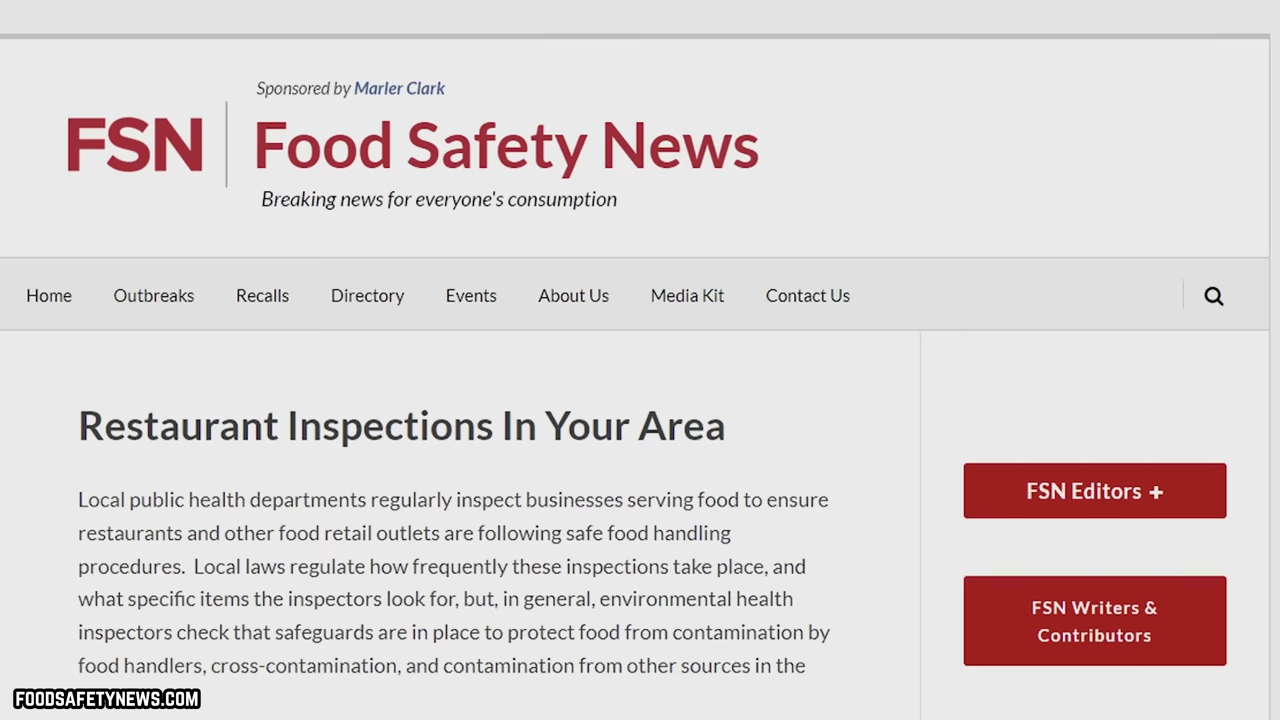 Sponsored by Marler Clark
FSN
Food Safety News
Breaking news for everyone's consumption
Home Outbreaks Recalls Directory Events About Us Media Kit Contact Us
Restaurant Inspections In Your Area
Local public health departments regularly inspect businesses serving food to ensure
restaurants and other food retail outlets are following safe food handling
procedures.  Local laws regulate how frequently these inspections take place, and
what specific items the inspectors look for, but, in general, environmental health
inspectors check that safeguards are in place to protect food from contamination by
food handlers, cross-contamination, and contamination from other sources in the
FSN Editors +
FSN Writers &
Contributors
FOODSAFETYNEWS.COM